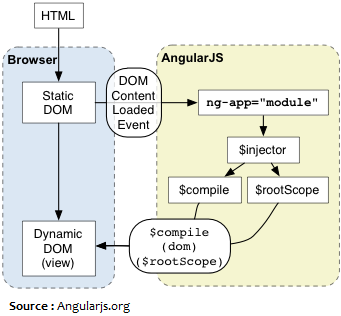 HTML
Browser
AngularJS
Static
DOM
DOM
Content
Loaded
Event
ng-app="module"
$injector
$compile
$rootScope
Dynamic
DOM
(view)
$compile
(dom)
($rootScope)
Source : Angularjs.org